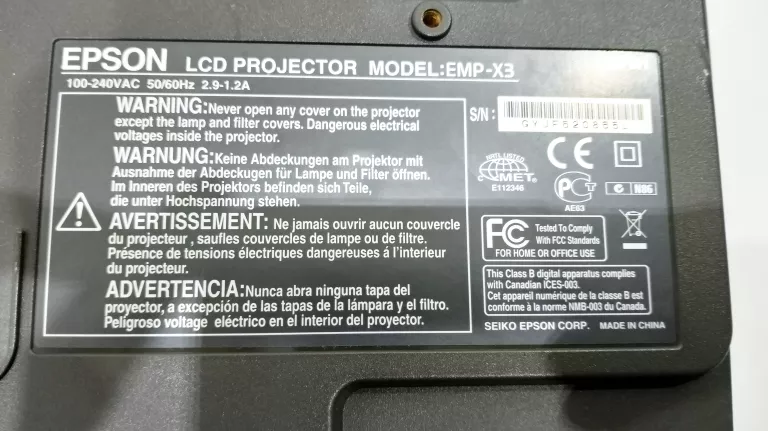 EPSON LCD PROJECTOR MODEL:EMP-X3
100-240VAC 50/60Hz 2.9-1.2A
WARNING:Never open any cover on the projector
except the lamp and filter covers. Dangerous electrical
voltages inside the projector.
WARNUNG:Keine Abdeckungen am Projektor mit
Ausnahme der Abdeckungen für Lampe und Filter öffnen.
Im Inneren des Projektors befinden sich Teile,
die unter Hochspannung stehen.
AVERTISSEMENT: Ne jamais ouvrir aucun couvercle
du projecteur , saufles couvercles de lampe ou de filtre.
Présence de tensions électriques dangereuses á l'interieur
du projecteur.
ADVERTENCIA:Nunca abra ninguna tapa del
proyector, a excepción de las tapas de la lámpara y el filtro.
Peligroso voltage eléctrico en el interior del proyector.
S/N:
NRTL LISTED
MET
E112346
CE
AE63
N86
FC Tested To Comply
With FCC Standards
FOR HOME OR OFFICE USE
This Class B digital apparatus complies
with Canadian ICES-003.
Cet appareil numérique de la classe B est
conforme à la norme NMB-003 du Canada.
SEIKO EPSON CORP. MADE IN CHINA